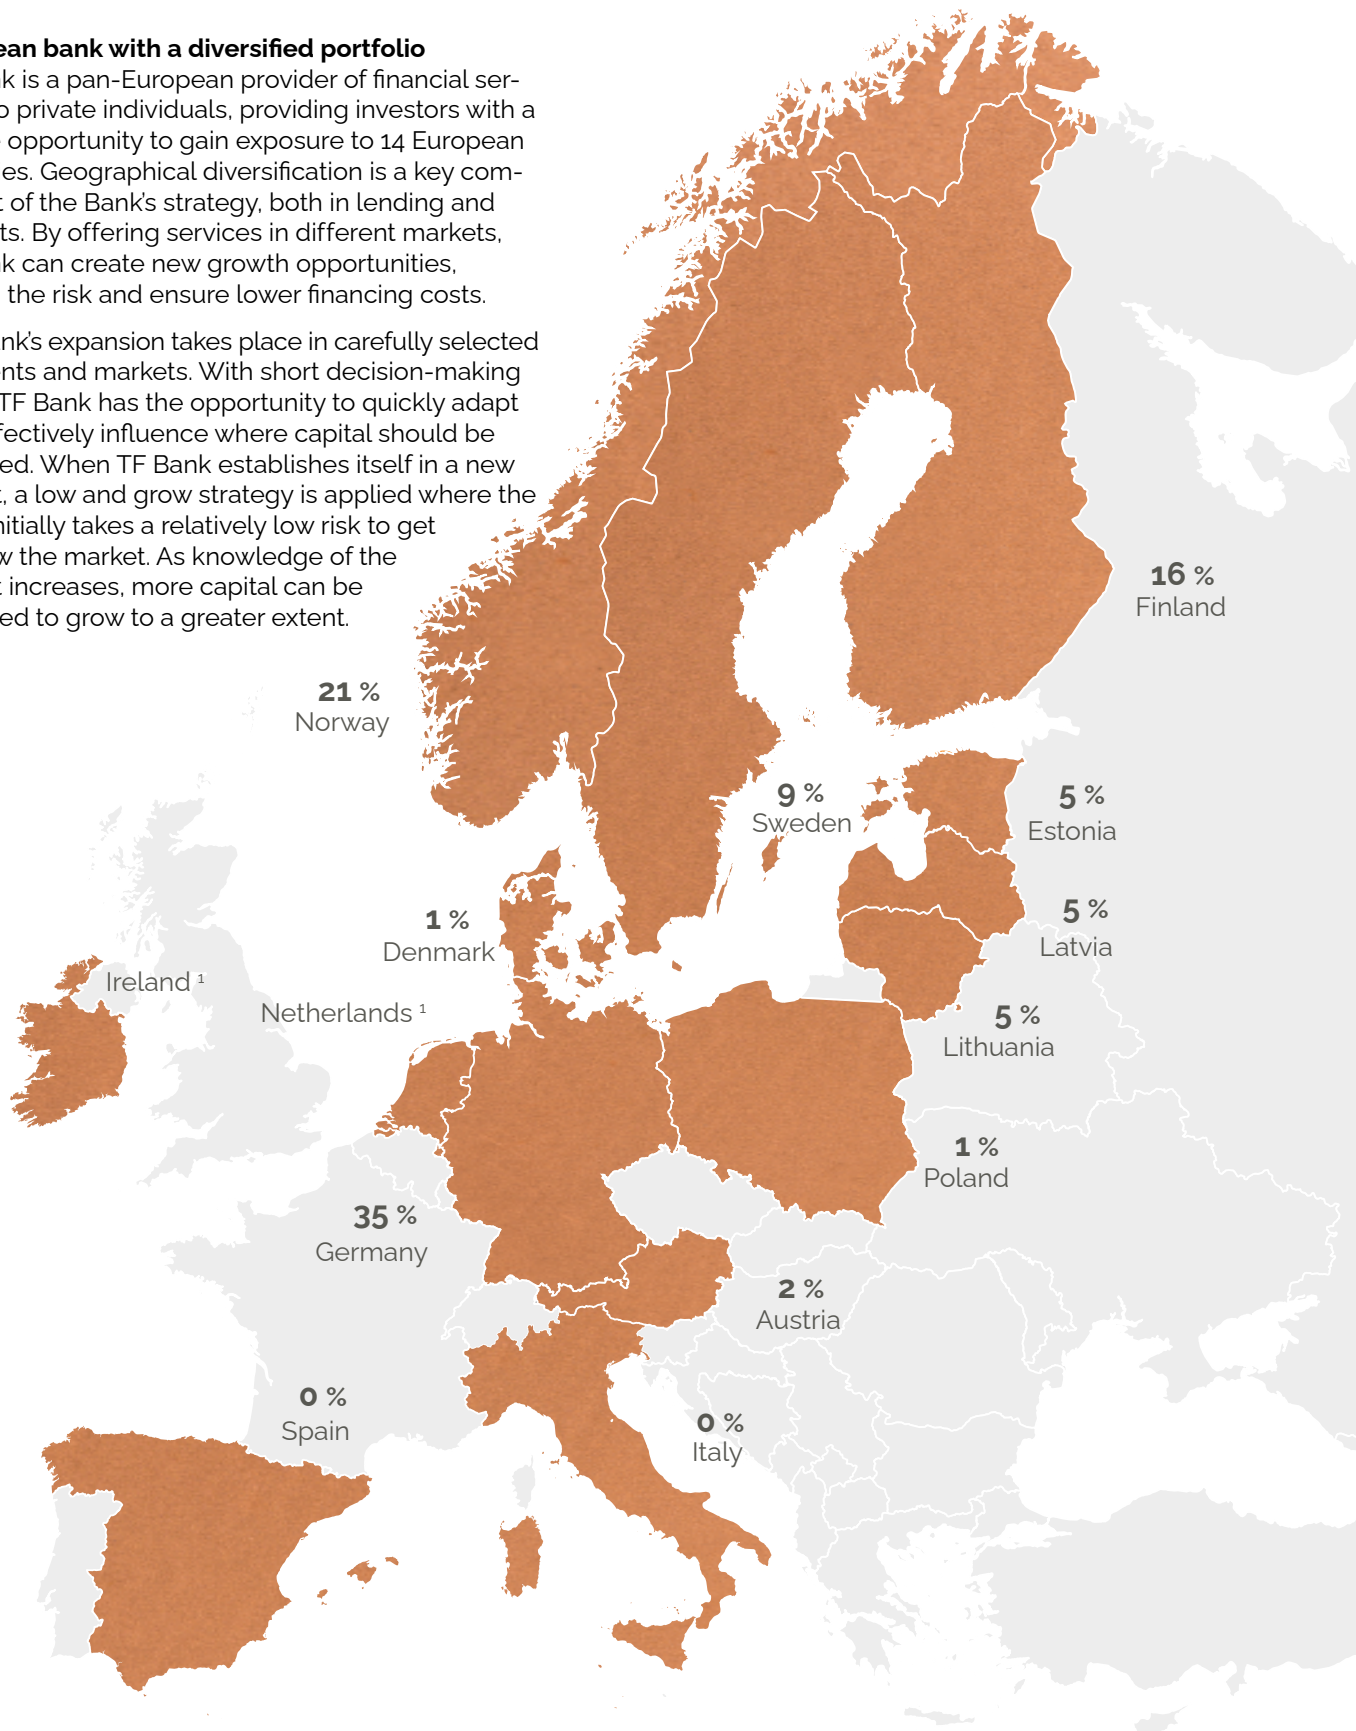 ean bank with a diversified portfolio
nk is a pan-European provider of financial ser-
o private individuals, providing investors with a
e opportunity to gain exposure to 14 European
es. Geographical diversification is a key com-
t of the Bank's strategy, both in lending and
ts. By offering services in different markets,
nk can create new growth opportunities,
the risk and ensure lower financing costs.
ank's expansion takes place in carefully selected
nts and markets. With short decision-making
TF Bank has the opportunity to quickly adapt
ffectively influence where capital should be
ed. When TF Bank establishes itself in a new
t, a low and grow strategy is applied where the
nitially takes a relatively low risk to get
w the market. As knowledge of the
t increases, more capital can be
ed to grow to a greater extent.
16 %
Finland
21 %
Norway
9 %
Sweden
5 %
Estonia
1 %
Denmark
5 %
Latvia
Ireland ¹
Netherlands ¹
5 %
Lithuania
1 %
Poland
35 %
Germany
2 %
Austria
0 %
Spain
0 %
Italy